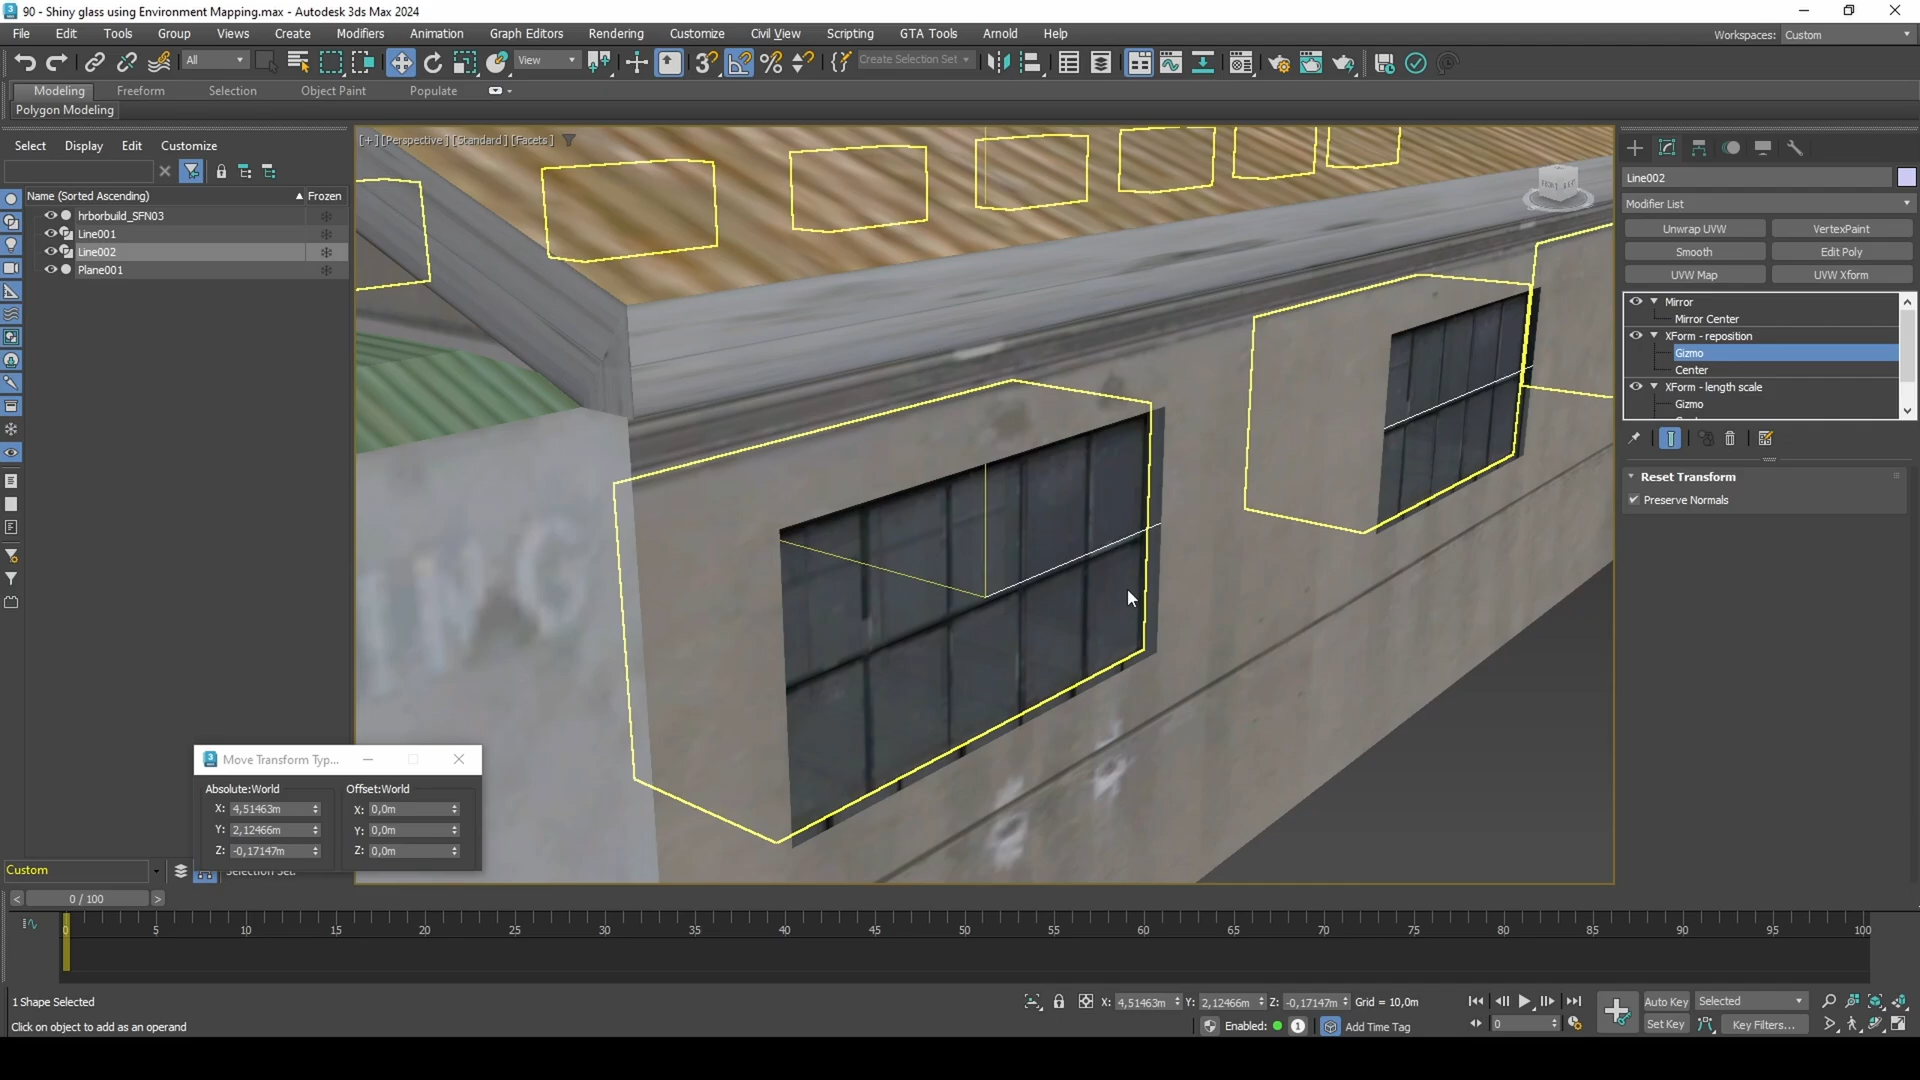 90 - Shiny glass using Environment Mapping.max - Autodesk 3ds Max 2024
File Edit Tools Group Views Create Modifiers Animation Graph Editors Rendering Customize Civil View Scripting GTA Tools Arnold Help
Workspaces: Custom
All
View
Create Selection Set
Modeling Freeform Selection Object Paint Populate
Polygon Modeling
Select Display Edit Customize
Name (Sorted Ascending) Frozen
hrborbuild_SFN03
Line001
Line002
Plane001
[+] [Perspective] [Standard] [Facets]
Line002
Modifier List
Unwrap UVW VertexPaint
Smooth Edit Poly
UVW Map UVW Xform
Mirror
Mirror Center
XForm - reposition
Gizmo
Center
XForm - length scale
Gizmo
Reset Transform
Preserve Normals
NG
Move Transform Typ...
Absolute:World Offset:World
X: 4,51463m X: 0,0m
Y: 2,12466m Y: 0,0m
Z: -0,17147m Z: 0,0m
Custom
Selection Set:
< 0 / 100 >
0 5 10 15 20 25 30 35 40 45 50 55 60 65 70 75 80 85 90 95 100
1 Shape Selected
Click on object to add as an operand
X: 4,51463m Y: 2,12466m Z: -0,17147m Grid = 10,0m
Enabled: 1 Add Time Tag
0
Auto Key Selected
Set Key Key Filters...